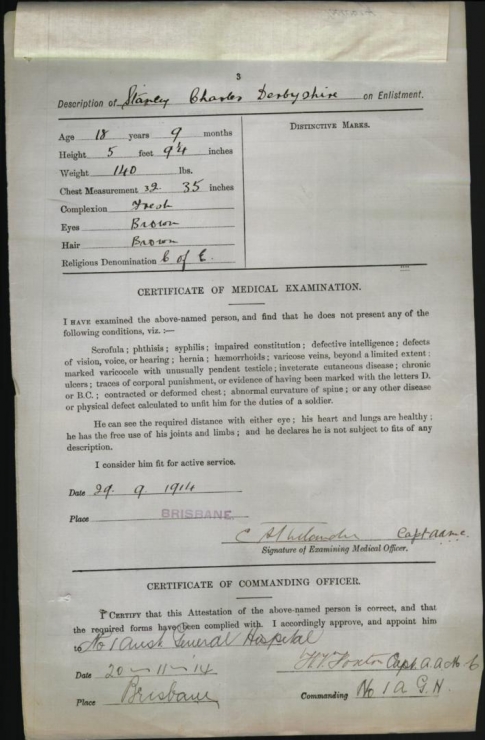 3
Description of Stanley Charles Derbyshire on Enlistment.
Age 18 years 9 months
Height 5 feet 9¼ inches
Weight 140 lbs.
Chest Measurement 32 35 inches
Complexion Fresh
Eyes Brown
Hair Brown
Religious Denomination C of E.
DISTINCTIVE MARKS.
CERTIFICATE OF MEDICAL EXAMINATION.
I HAVE examined the above-named person, and find that he does not present any of the
following conditions, viz. :—
Scrofula; phthisis; syphilis; impaired constitution; defective intelligence; defects
of vision, voice, or hearing; hernia; hæmorrhoids; varicose veins, beyond a limited extent;
marked varicocele with unusually pendent testicle; inveterate cutaneous disease; chronic
ulcers; traces of corporal punishment, or evidence of having been marked with the letters D.
or B.C.; contracted or deformed chest; abnormal curvature of spine; or any other disease
or physical defect calculated to unfit him for the duties of a soldier.
He can see the required distance with either eye; his heart and lungs are healthy;
he has the free use of his joints and limbs; and he declares he is not subject to fits of any
description.
I consider him fit for active service.
Date 29. 9. 1914
Place BRISBANE
C Capt aamc.
Signature of Examining Medical Officer.
CERTIFICATE OF COMMANDING OFFICER.
I CERTIFY that this Attestation of the above-named person is correct, and that
the required forms have been complied with. I accordingly approve, and appoint him
to No 1 Aust General Hospital
Date 20-11-14 Capt. A.A.M.C
Place Brisbane Commanding No 1 A G.H.